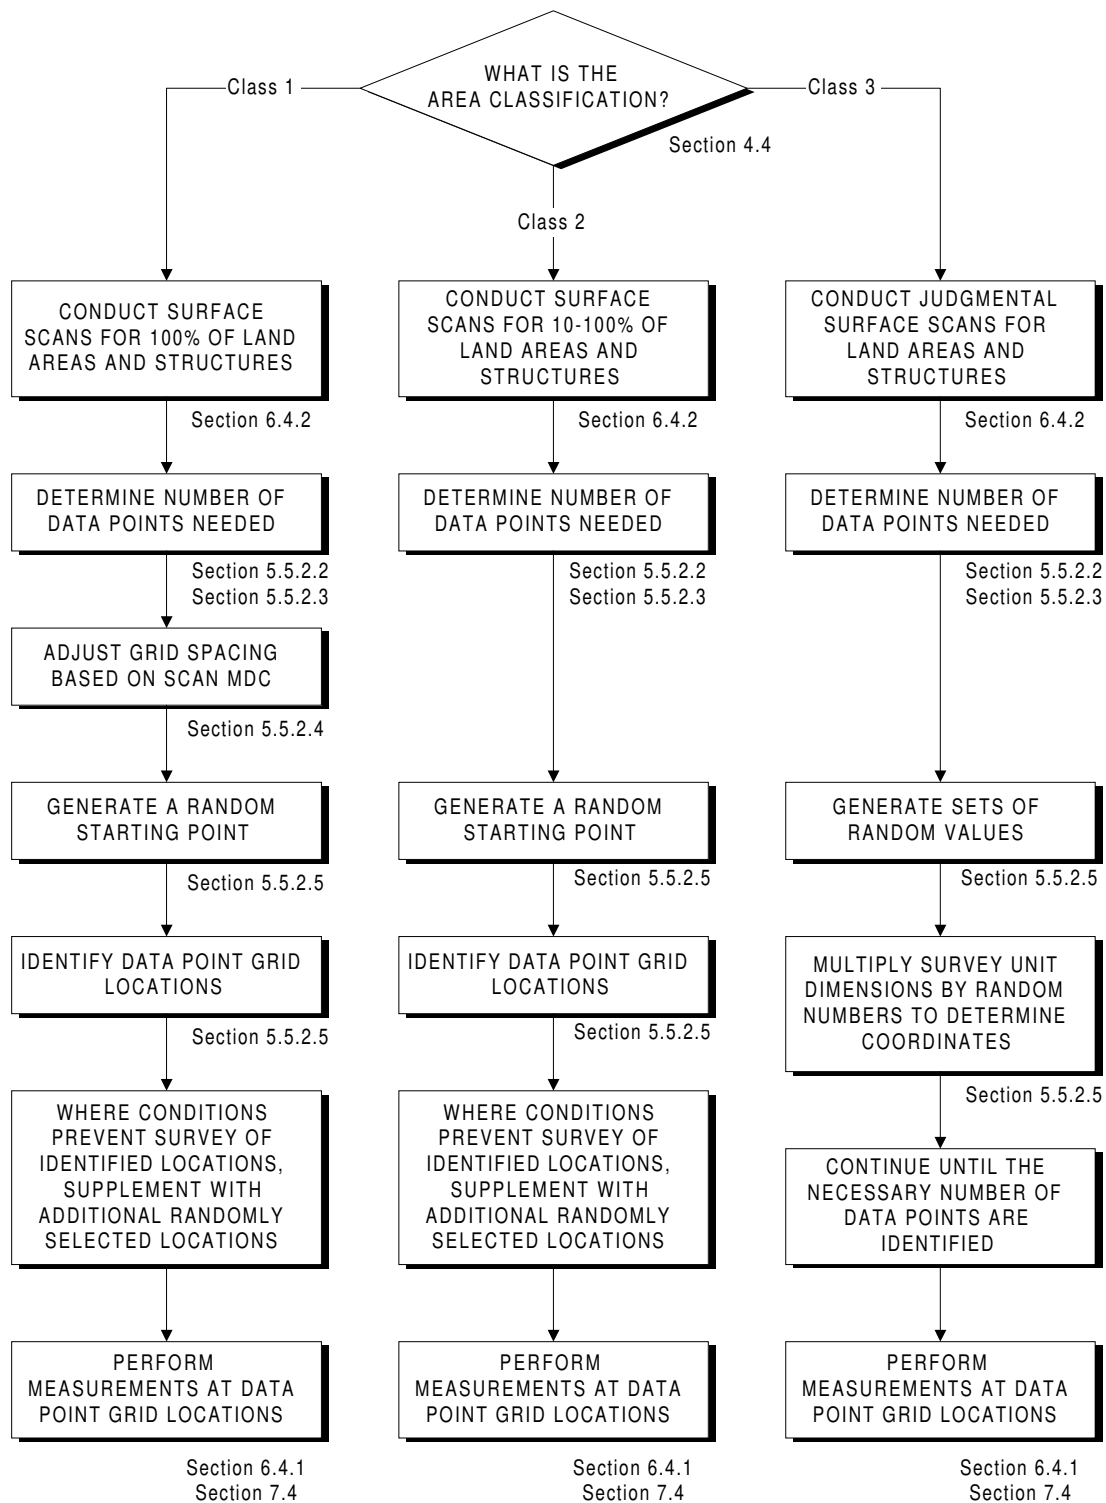 WHAT IS THE
AREA CLASSIFICATION?
Section 4.4
Class 1
Class 2
Class 3
CONDUCT SURFACE
SCANS FOR 100% OF LAND
AREAS AND STRUCTURES
Section 6.4.2
DETERMINE NUMBER OF
DATA POINTS NEEDED
Section 5.5.2.2
Section 5.5.2.3
ADJUST GRID SPACING
BASED ON SCAN MDC
Section 5.5.2.4
GENERATE A RANDOM
STARTING POINT
Section 5.5.2.5
IDENTIFY DATA POINT GRID
LOCATIONS
Section 5.5.2.5
WHERE CONDITIONS
PREVENT SURVEY OF
IDENTIFIED LOCATIONS,
SUPPLEMENT WITH
ADDITIONAL RANDOMLY
SELECTED LOCATIONS
PERFORM
MEASUREMENTS AT DATA
POINT GRID LOCATIONS
Section 6.4.1
Section 7.4
CONDUCT SURFACE
SCANS FOR 10-100% OF
LAND AREAS AND
STRUCTURES
Section 6.4.2
DETERMINE NUMBER OF
DATA POINTS NEEDED
Section 5.5.2.2
Section 5.5.2.3
GENERATE A RANDOM
STARTING POINT
Section 5.5.2.5
IDENTIFY DATA POINT GRID
LOCATIONS
Section 5.5.2.5
WHERE CONDITIONS
PREVENT SURVEY OF
IDENTIFIED LOCATIONS,
SUPPLEMENT WITH
ADDITIONAL RANDOMLY
SELECTED LOCATIONS
PERFORM
MEASUREMENTS AT DATA
POINT GRID LOCATIONS
Section 6.4.1
Section 7.4
CONDUCT JUDGMENTAL
SURFACE SCANS FOR
LAND AREAS AND
STRUCTURES
Section 6.4.2
DETERMINE NUMBER OF
DATA POINTS NEEDED
Section 5.5.2.2
Section 5.5.2.3
GENERATE SETS OF
RANDOM VALUES
Section 5.5.2.5
MULTIPLY SURVEY UNIT
DIMENSIONS BY RANDOM
NUMBERS TO DETERMINE
COORDINATES
Section 5.5.2.5
CONTINUE UNTIL THE
NECESSARY NUMBER OF
DATA POINTS ARE
IDENTIFIED
PERFORM
MEASUREMENTS AT DATA
POINT GRID LOCATIONS
Section 6.4.1
Section 7.4